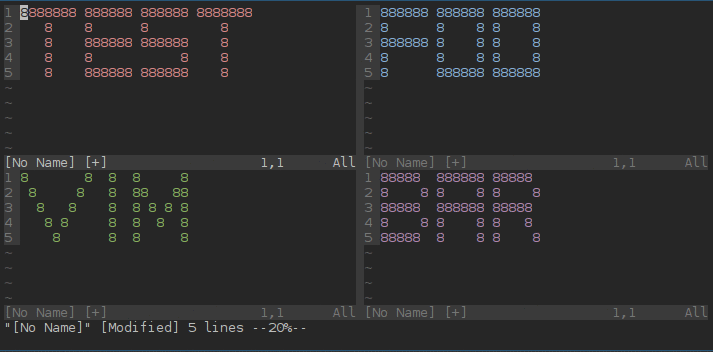 1 8888888 888888 888888 8888888
2    8    8      8         8
3    8    888888 888888    8
4    8    8           8    8
5    8    888888 888888    8
~
~
~
~
~
[No Name] [+] 1,1 All
1 888888 888888 888888
2 8      8    8 8    8
3 888888 8    8 8    8
4 8      8    8 8    8
5 8      888888 888888
~
~
~
~
~
[No Name] [+] 1,1 All
1 8       8  8  8     8
2  8     8   8  88   88
3   8   8    8  8 8 8 8
4    8 8     8  8  8  8
5     8      8  8     8
~
~
~
~
[No Name] [+] 1,1 All
1 88888  888888 88888
2 8    8 8    8 8    8
3 88888  888888 88888
4 8    8 8    8 8    8
5 88888  8    8 8    8
~
~
~
~
[No Name] [+] 1,1 All
"[No Name]" [Modified] 5 lines --20%--